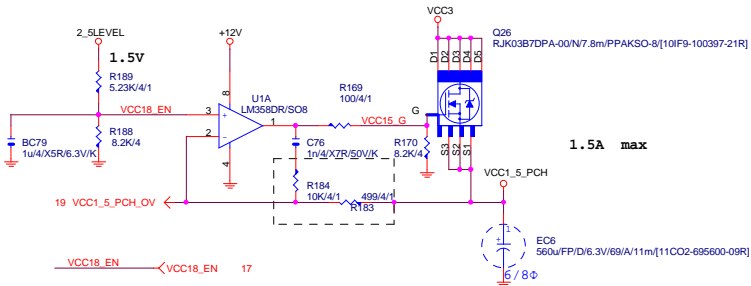 VCC3
Q26
RJK03B7DPA-00/N/7.8m/PPAKSO-8/[10IF9-100397-21R]
2_5LEVEL
+12V
1.5V
D1
D2
D3
D4
D5
R189
5.23K/4/1
U1A
LM358DR/SO8
R169
100/4/1
8
VCC18_EN
3
+
1
VCC15_G
G
2
-
4
BC79
1u/4/X5R/6.3V/K
R188
8.2K/4
C76
1n/4/X7R/50V/K
R170
8.2K/4
S3
S2
S1
1.5A max
R184
10K/4/1
499/4/1
R183
VCC1_5_PCH
19 VCC1_5_PCH_OV
1
+
EC6
560u/FP/D/6.3V/69/A/11m/[11CO2-695600-09R]
6/8Φ
VCC18_EN
VCC18_EN 17